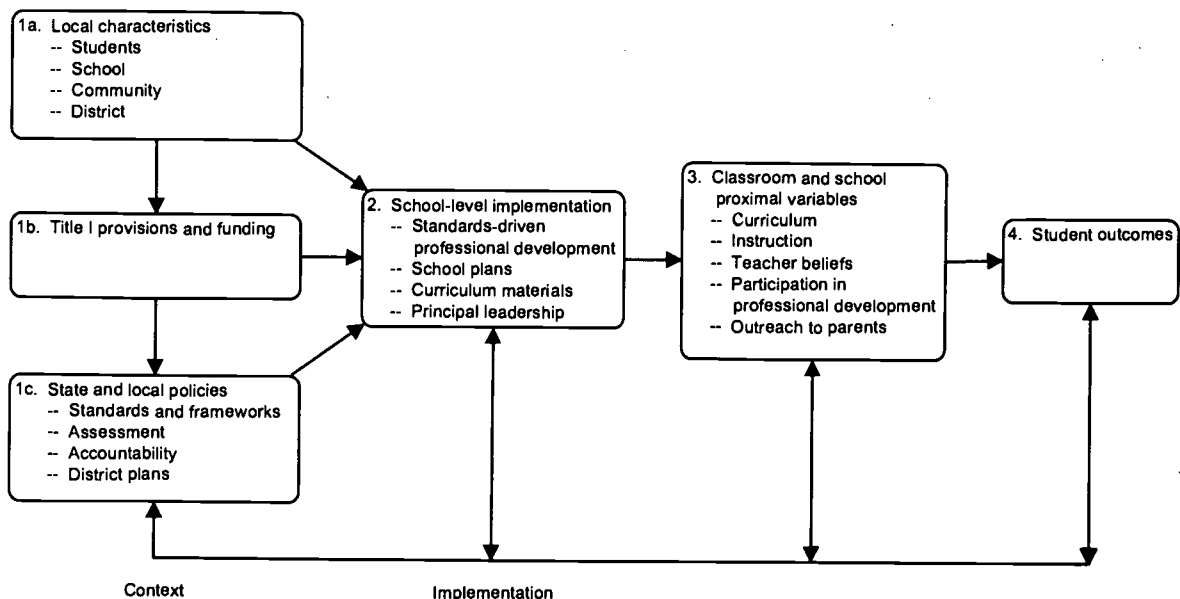 1a. Local characteristics
-- Students
-- School
-- Community
-- District
1b. Title I provisions and funding
1c. State and local policies
-- Standards and frameworks
-- Assessment
-- Accountability
-- District plans
2. School-level implementation
-- Standards-driven
professional development
-- School plans
-- Curriculum materials
-- Principal leadership
3. Classroom and school
proximal variables
-- Curriculum
-- Instruction
-- Teacher beliefs
-- Participation in
professional development
-- Outreach to parents
4. Student outcomes
Context
Implementation